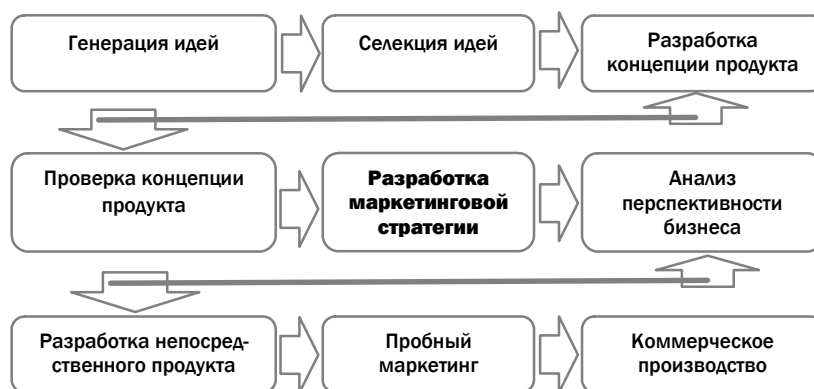 Генерация идей
Селекция идей
Разработка
концепции продукта
Проверка концепции
продукта
Разработка
маркетинговой
стратегии
Анализ
перспективности
бизнеса
Разработка непосред-
ственного продукта
Пробный
маркетинг
Коммерческое
производство